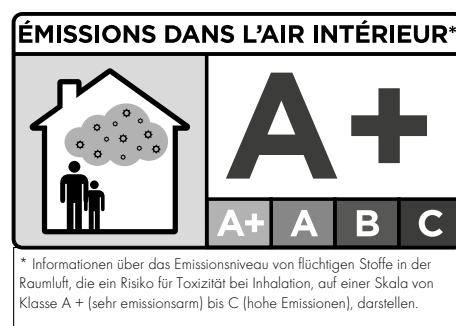 ÉMISSIONS DANS L'AIR INTÉRIEUR*
A+
A+ A B C
* Informationen über das Emissionsniveau von flüchtigen Stoffe in der
Raumluft, die ein Risiko für Toxizität bei Inhalation, auf einer Skala von
Klasse A + (sehr emissionsarm) bis C (hohe Emissionen), darstellen.